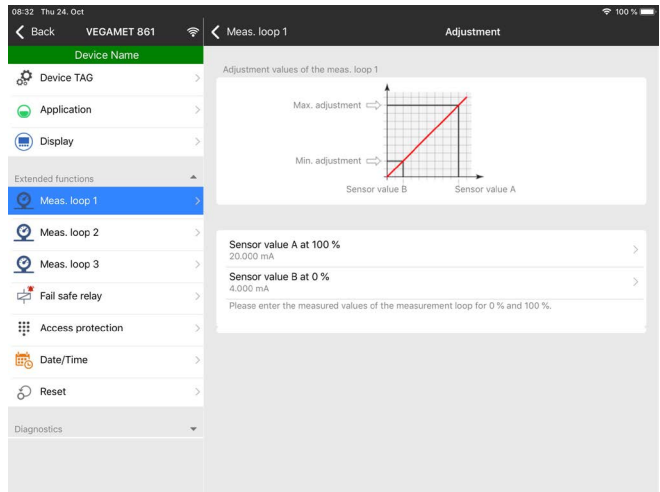 08:32 Thu 24. Oct
100 %
Back
VEGAMET 861
Meas. loop 1
Adjustment
Device Name
Device TAG
Application
Display
Extended functions
Meas. loop 1
Meas. loop 2
Meas. loop 3
Fail safe relay
Access protection
Date/Time
Reset
Diagnostics
Adjustment values of the meas. loop 1
Max. adjustment
Min. adjustment
Sensor value B
Sensor value A
Sensor value A at 100 %
20.000 mA
Sensor value B at 0 %
4.000 mA
Please enter the measured values of the measurement loop for 0 % and 100 %.